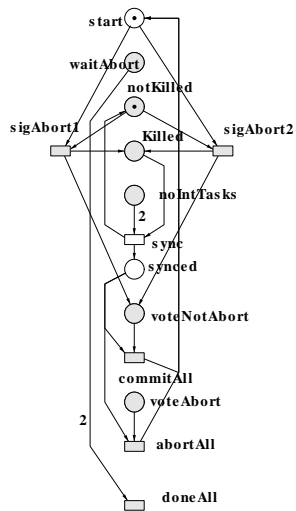 start
waitAbort
notKilled
sigAbort1
sigAbort2
Killed
noIntTasks
2
sync
synced
voteNotAbort
commitAll
voteAbort
2
abortAll
doneAll